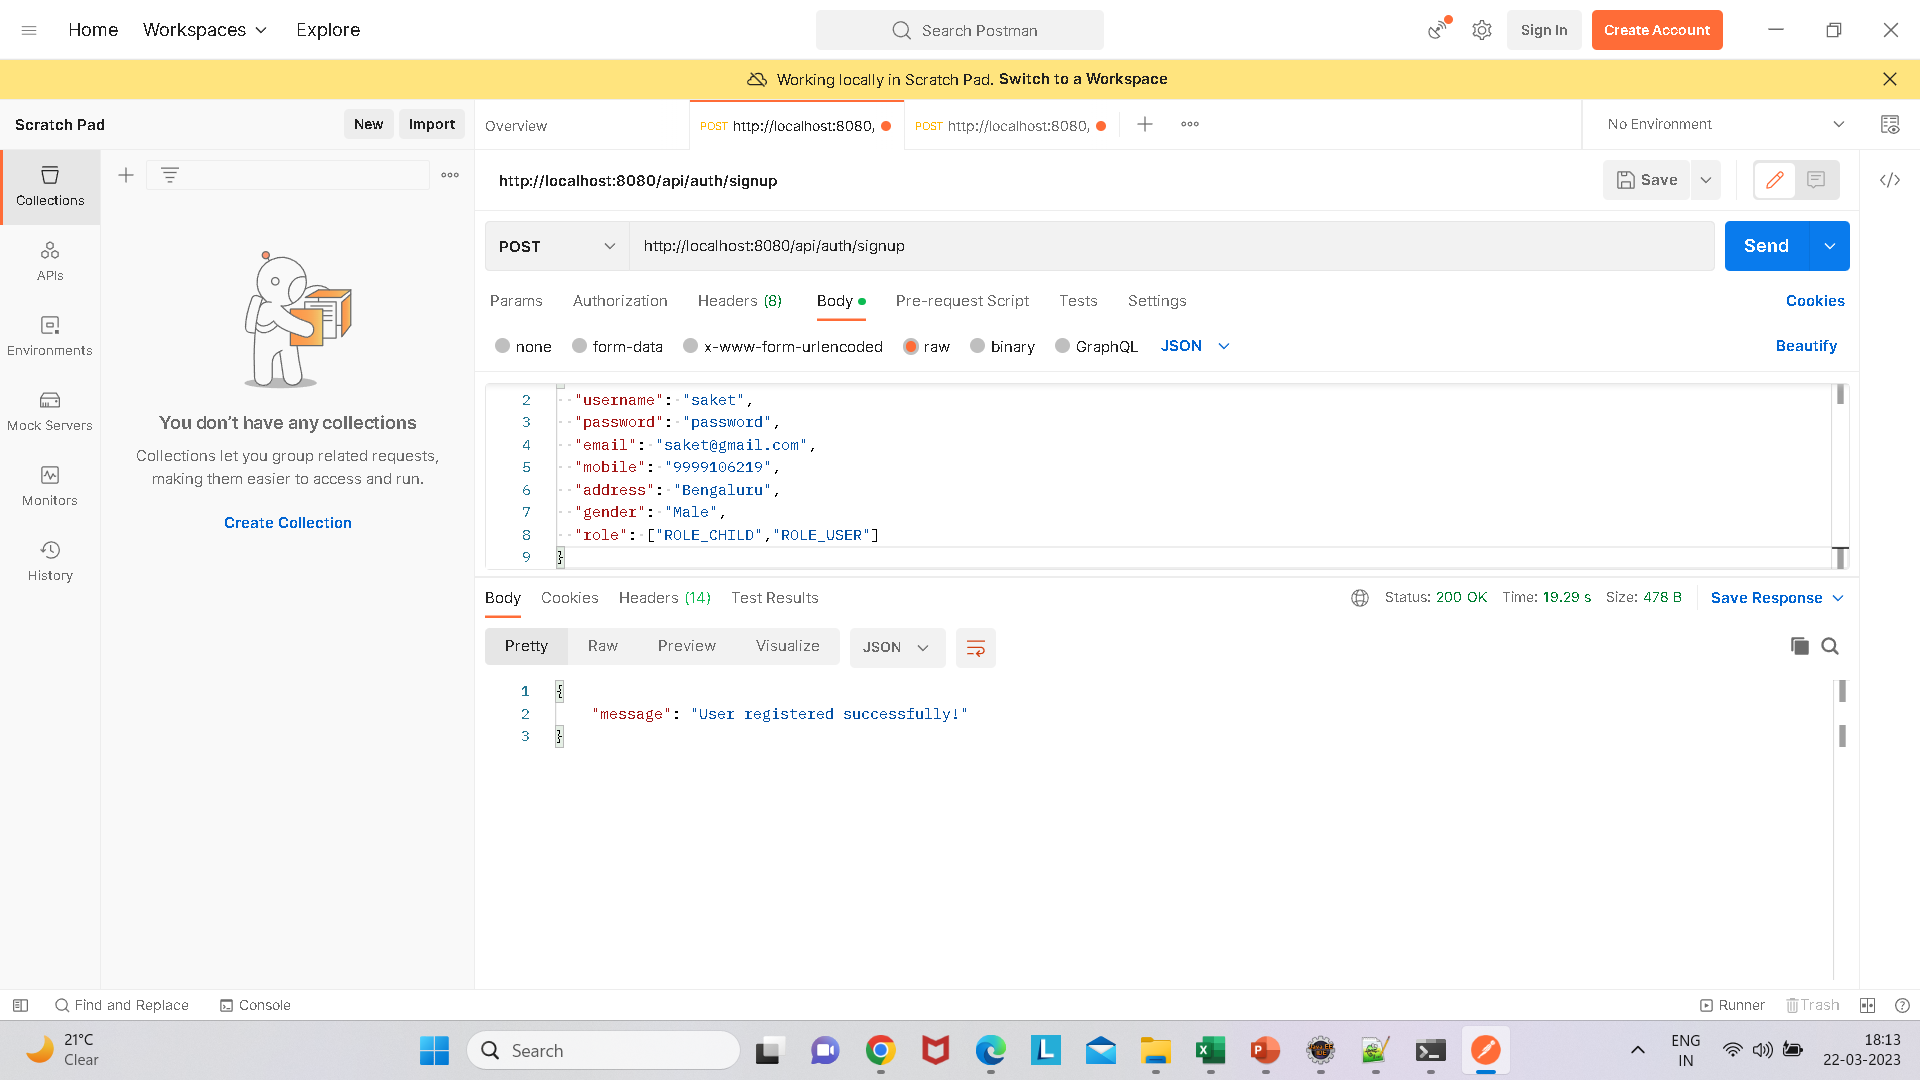 Home
Workspaces
Explore
Search Postman
Sign In
Create Account
Working locally in Scratch Pad. Switch to a Workspace
Scratch Pad
New
Import
Overview
POST http://localhost:8080,
POST http://localhost:8080,
No Environment
Collections
APIs
Environments
Mock Servers
Monitors
History
You don’t have any collections
Collections let you group related requests,
making them easier to access and run.
Create Collection
http://localhost:8080/api/auth/signup
Save
POST
http://localhost:8080/api/auth/signup
Send
Params
Authorization
Headers (8)
Body
Pre-request Script
Tests
Settings
Cookies
none
form-data
x-www-form-urlencoded
raw
binary
GraphQL
JSON
Beautify
2 "username": "saket",
3 "password": "password",
4 "email": "saket@gmail.com",
5 "mobile": "9999106219",
6 "address": "Bengaluru",
7 "gender": "Male",
8 "role": ["ROLE_CHILD","ROLE_USER"]
9 }
Body
Cookies
Headers (14)
Test Results
Status: 200 OK
Time: 19.29 s
Size: 478 B
Save Response
Pretty
Raw
Preview
Visualize
JSON
1 {
2 "message": "User registered successfully!"
3 }
Find and Replace
Console
Runner
Trash
21°C
Clear
Search
ENG
IN
18:13
22-03-2023